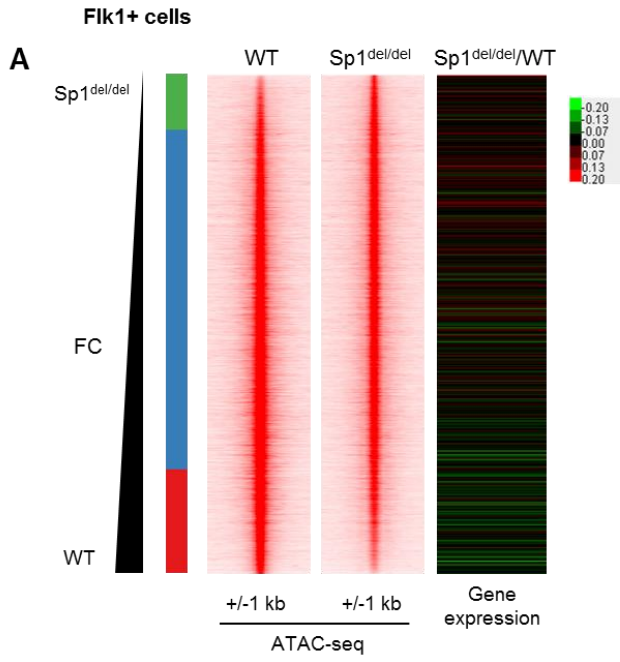 Flk1+ cells
A
WT
Sp1del/del
Sp1del/del/WT
Sp1del/del
-0.20
-0.13
-0.07
0.00
0.07
0.13
0.20
FC
WT
+/-1 kb
+/-1 kb
Gene
expression
ATAC-seq